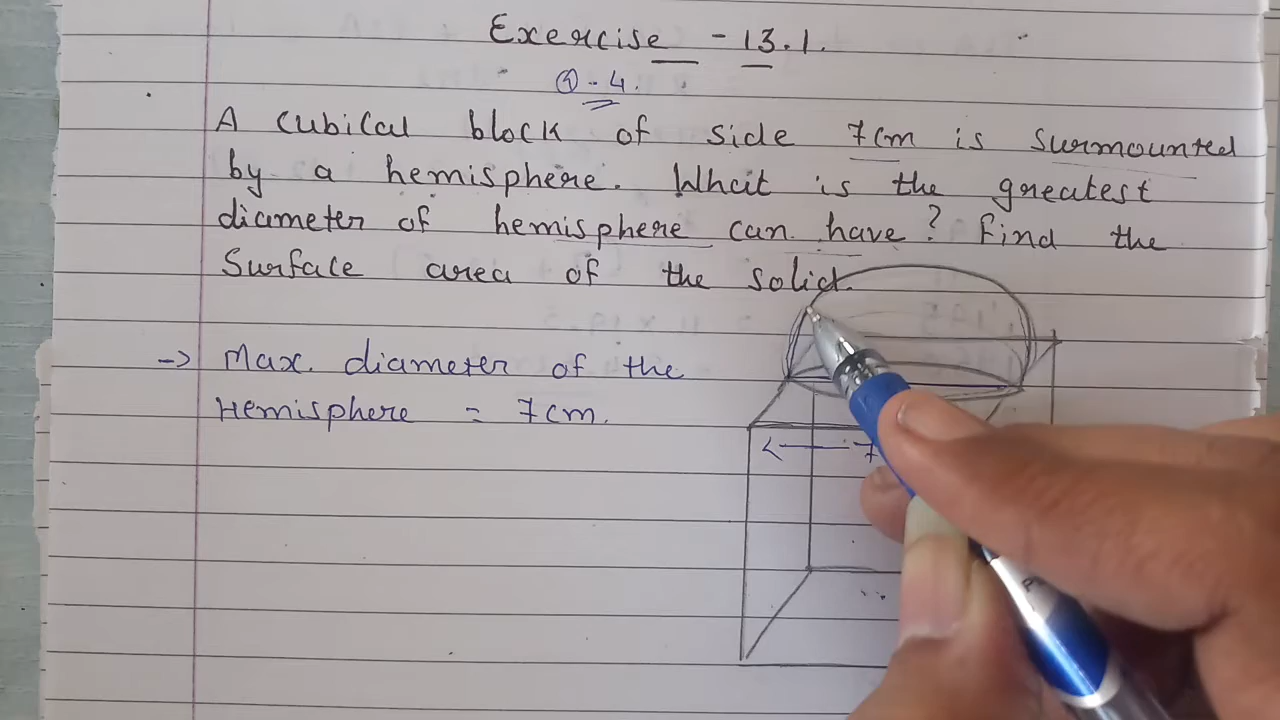 Exercise - 13.1.
Q - 4.
A cubical block of side 7cm is surmounted
by a hemisphere. What is the greatest
diameter of hemisphere can have? Find the
Surface area of the solid.
→ Max. diameter of the
Hemisphere = 7cm.
← 7